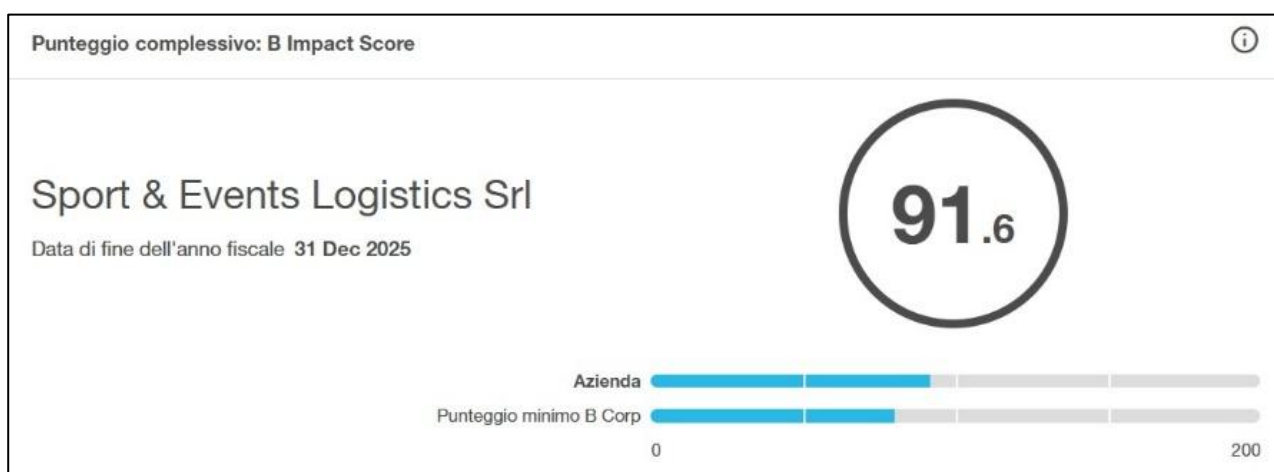 Punteggio complessivo: B Impact Score
Sport & Events Logistics Srl
Data di fine dell'anno fiscale 31 Dec 2025
91.6
Azienda
Punteggio minimo B Corp
0 200